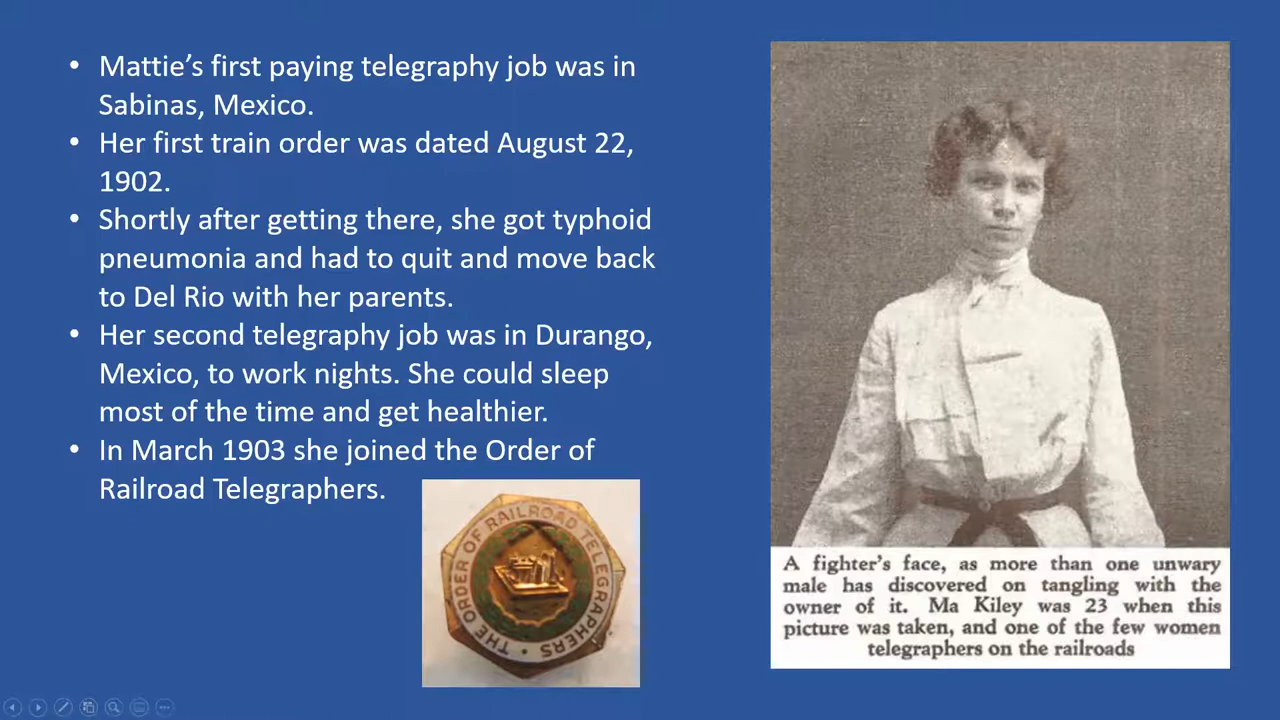 • Mattie’s first paying telegraphy job was in
Sabinas, Mexico.
• Her first train order was dated August 22,
1902.
• Shortly after getting there, she got typhoid
pneumonia and had to quit and move back
to Del Rio with her parents.
• Her second telegraphy job was in Durango,
Mexico, to work nights. She could sleep
most of the time and get healthier.
• In March 1903 she joined the Order of
Railroad Telegraphers.
THE ORDER OF RAILROAD TELEGRAPHERS •
A fighter's face, as more than one unwary
male has discovered on tangling with the
owner of it. Ma Kiley was 23 when this
picture was taken, and one of the few women
telegraphers on the railroads